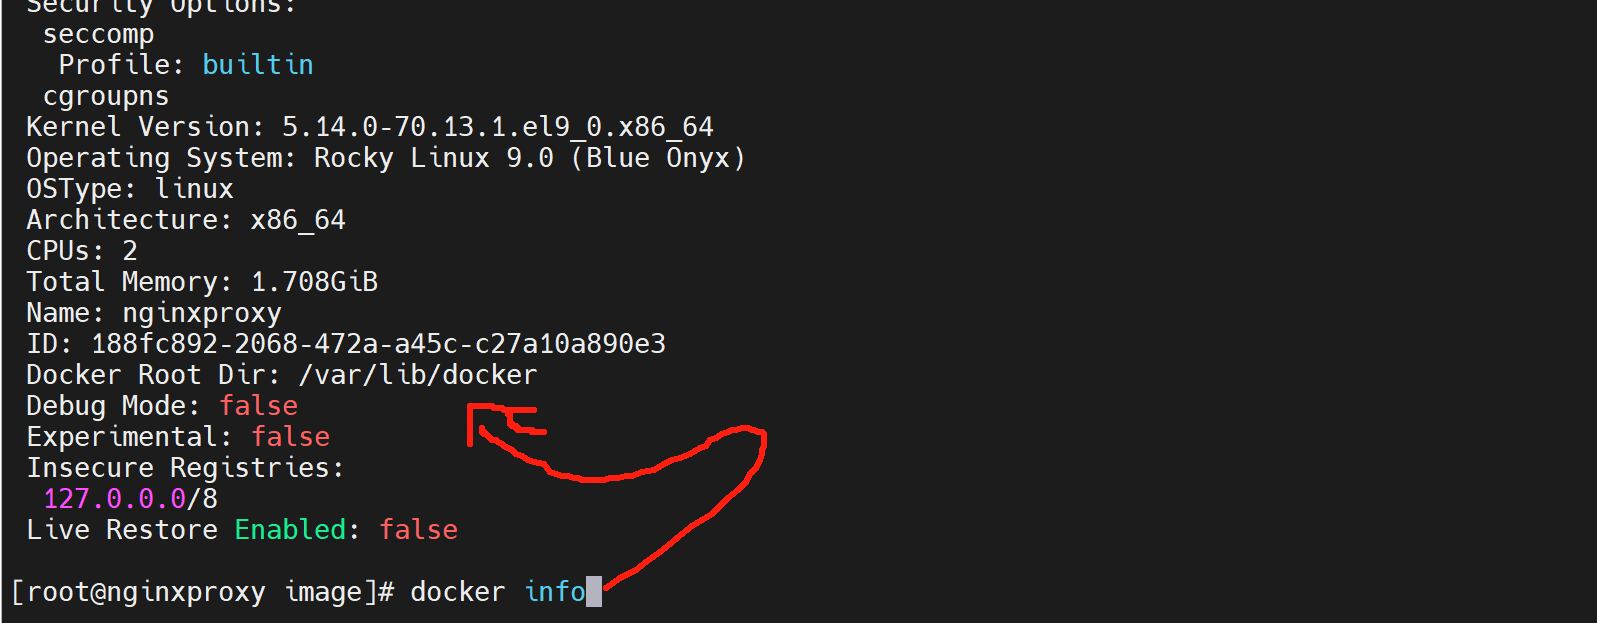 Security Options:
seccomp
Profile: builtin
cgroupns
Kernel Version: 5.14.0-70.13.1.el9_0.x86_64
Operating System: Rocky Linux 9.0 (Blue Onyx)
OSType: linux
Architecture: x86_64
CPUs: 2
Total Memory: 1.708GiB
Name: nginxproxy
ID: 188fc892-2068-472a-a45c-c27a10a890e3
Docker Root Dir: /var/lib/docker
Debug Mode: false
Experimental: false
Insecure Registries:
127.0.0.0/8
Live Restore Enabled: false
[root@nginxproxy image]# docker info